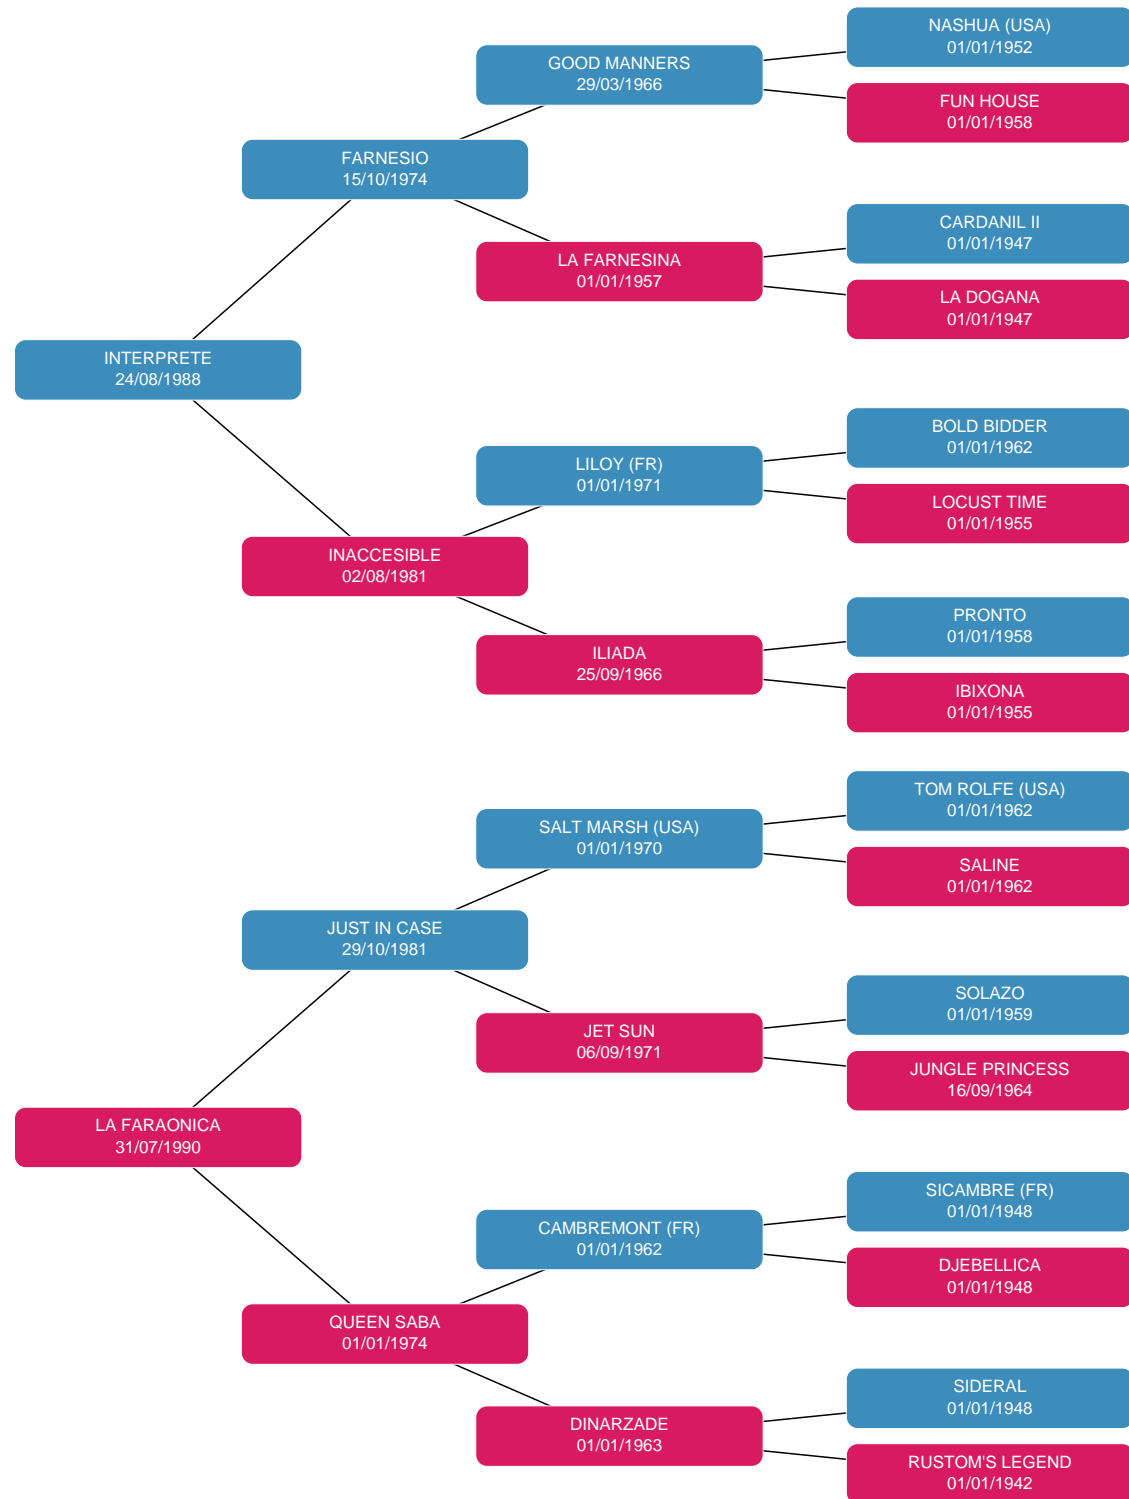 NASHUA (USA)
01/01/1952
GOOD MANNERS
29/03/1966
FUN HOUSE
01/01/1958
FARNESIO
15/10/1974
CARDANIL II
01/01/1947
LA FARNESINA
01/01/1957
LA DOGANA
01/01/1947
INTERPRETE
24/08/1988
BOLD BIDDER
01/01/1962
LILOY (FR)
01/01/1971
LOCUST TIME
01/01/1955
INACCESIBLE
02/08/1981
PRONTO
01/01/1958
ILIADA
25/09/1966
IBIXONA
01/01/1955
TOM ROLFE (USA)
01/01/1962
SALT MARSH (USA)
01/01/1970
SALINE
01/01/1962
JUST IN CASE
29/10/1981
SOLAZO
01/01/1959
JET SUN
06/09/1971
JUNGLE PRINCESS
16/09/1964
LA FARAONICA
31/07/1990
SICAMBRE (FR)
01/01/1948
CAMBREMONT (FR)
01/01/1962
DJEBELLICA
01/01/1948
QUEEN SABA
01/01/1974
SIDERAL
01/01/1948
DINARZADE
01/01/1963
RUSTOM'S LEGEND
01/01/1942